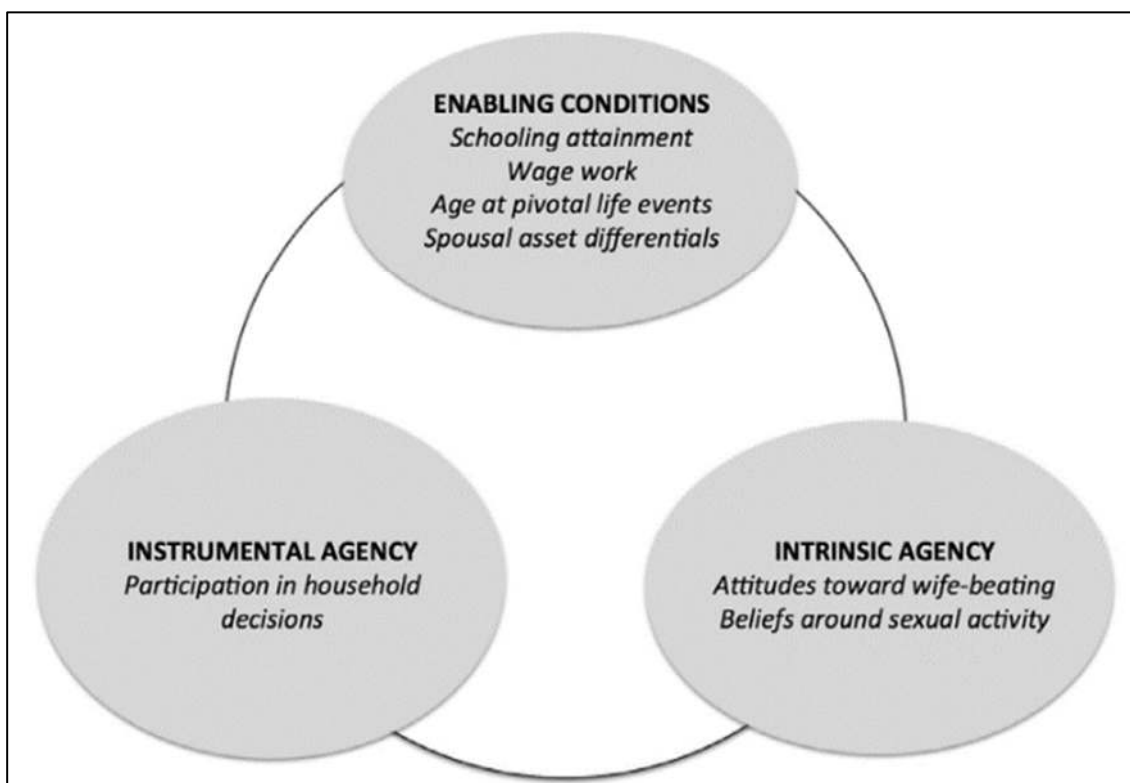 ENABLING CONDITIONS
Schooling attainment
Wage work
Age at pivotal life events
Spousal asset differentials
INSTRUMENTAL AGENCY
Participation in household
decisions
INTRINSIC AGENCY
Attitudes toward wife-beating
Beliefs around sexual activity